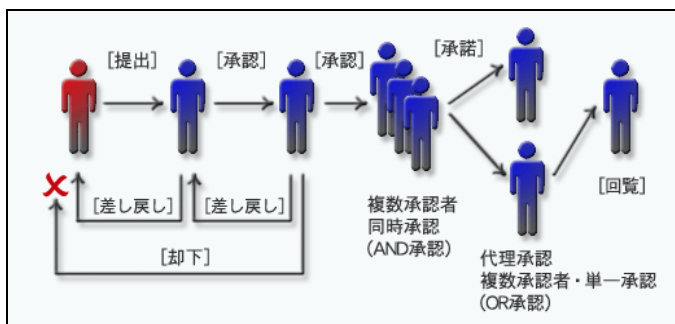 [提出]
[承認]
[承認]
[承諾]
[差し戻し]
[差し戻し]
[却下]
複数承認者
同時承認
(AND承認)
代理承認
複数承認者・単一承認
(OR承認)
[回覧]